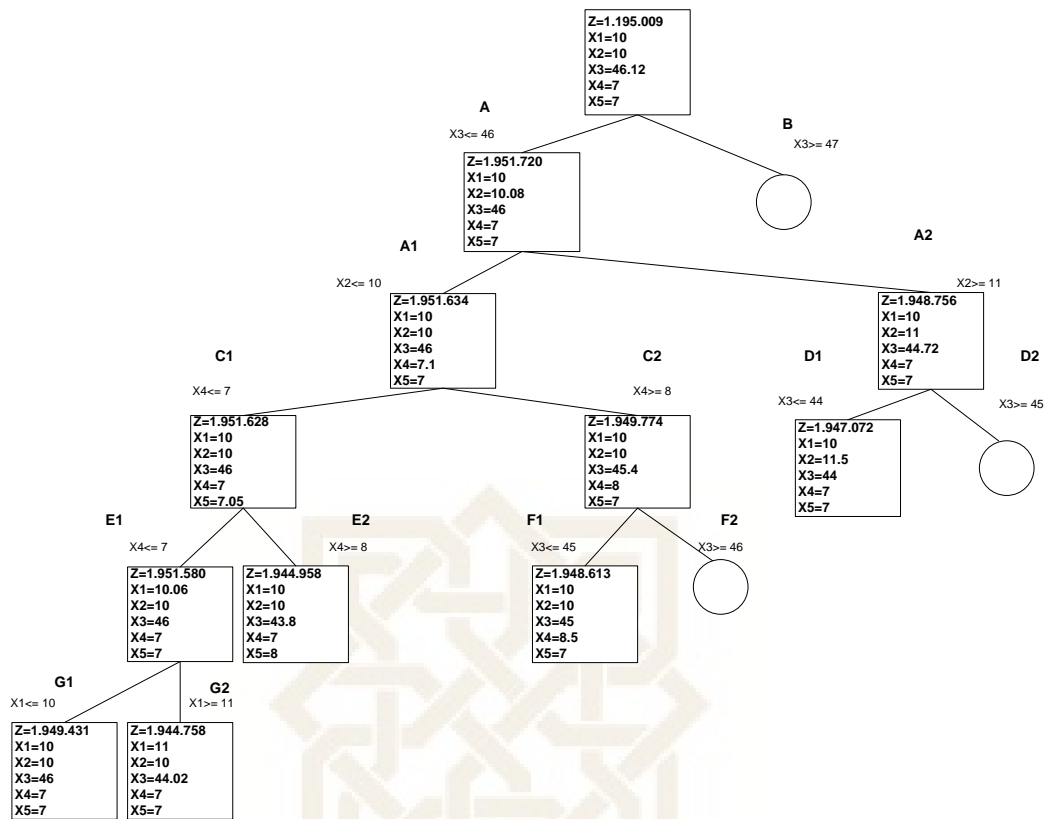 Z=1.195.009
X1=10
X2=10
X3=46.12
X4=7
X5=7
A
X3<= 46
B
X3>= 47
Z=1.951.720
X1=10
X2=10.08
X3=46
X4=7
X5=7
A1
X2<= 10
A2
X2>= 11
Z=1.951.634
X1=10
X2=10
X3=46
X4=7.1
X5=7
Z=1.948.756
X1=10
X2=11
X3=44.72
X4=7
X5=7
C1
X4<= 7
C2
X4>= 8
D1
X3<= 44
D2
X3>= 45
Z=1.951.628
X1=10
X2=10
X3=46
X4=7
X5=7.05
Z=1.949.774
X1=10
X2=10
X3=45.4
X4=8
X5=7
Z=1.947.072
X1=10
X2=11.5
X3=44
X4=7
X5=7
E1
X4<= 7
E2
X4>= 8
F1
X3<= 45
F2
X3>= 46
Z=1.951.580
X1=10.06
X2=10
X3=46
X4=7
X5=7
Z=1.944.958
X1=10
X2=10
X3=43.8
X4=7
X5=8
Z=1.948.613
X1=10
X2=10
X3=45
X4=8.5
X5=7
G1
X1<= 10
G2
X1>= 11
Z=1.949.431
X1=10
X2=10
X3=46
X4=7
X5=7
Z=1.944.758
X1=11
X2=10
X3=44.02
X4=7
X5=7